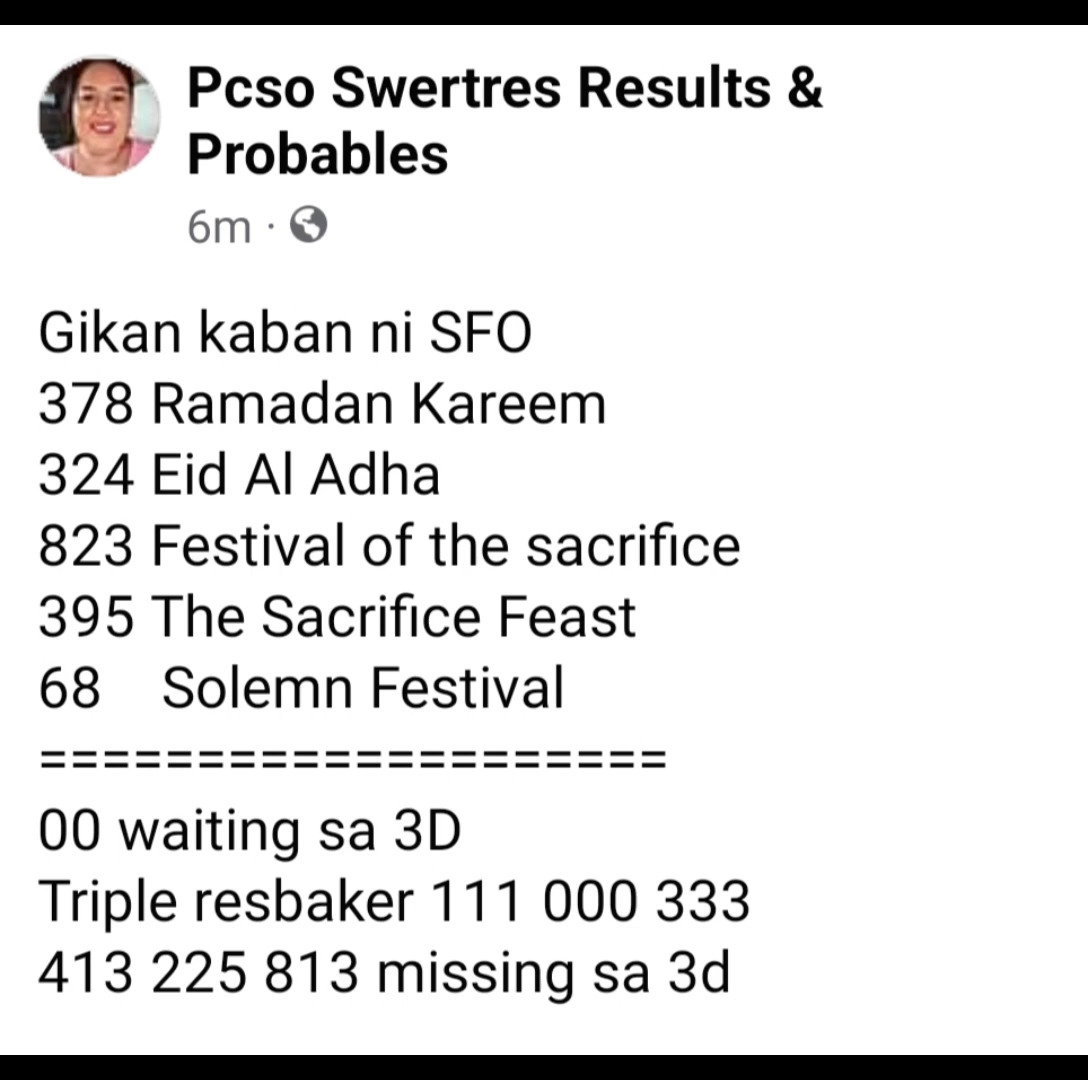 Pcso Swertres Results &
Probables
6m ·
Gikan kaban ni SFO
378 Ramadan Kareem
324 Eid Al Adha
823 Festival of the sacrifice
395 The Sacrifice Feast
68 Solemn Festival
====================
00 waiting sa 3D
Triple resbaker 111 000 333
413 225 813 missing sa 3d